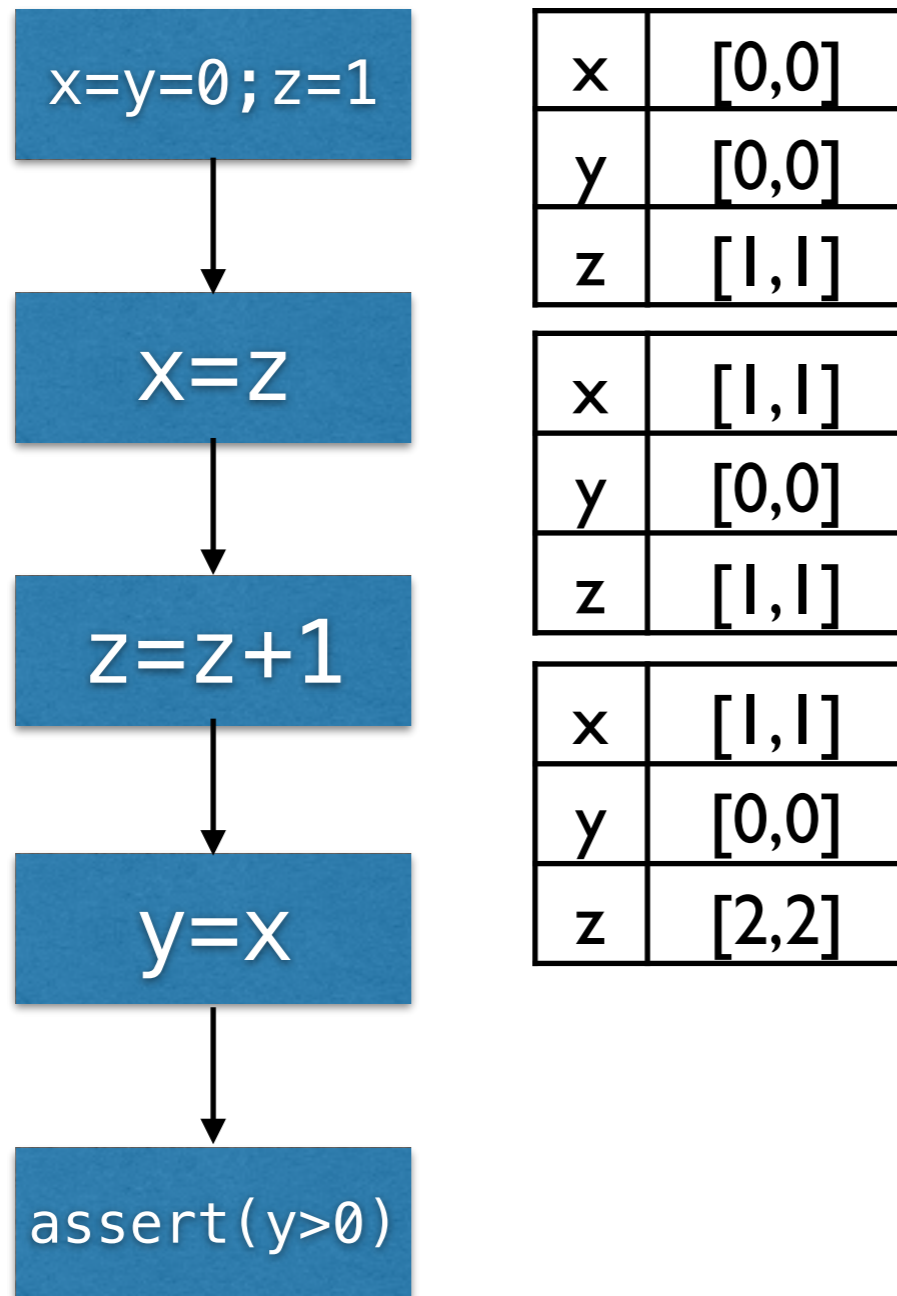 x=y=0;z=1
x=z
z=z+1
y=x
assert(y>0)
x [0,0]
y [0,0]
z [1,1]
x [1,1]
y [0,0]
z [1,1]
x [1,1]
y [0,0]
z [2,2]